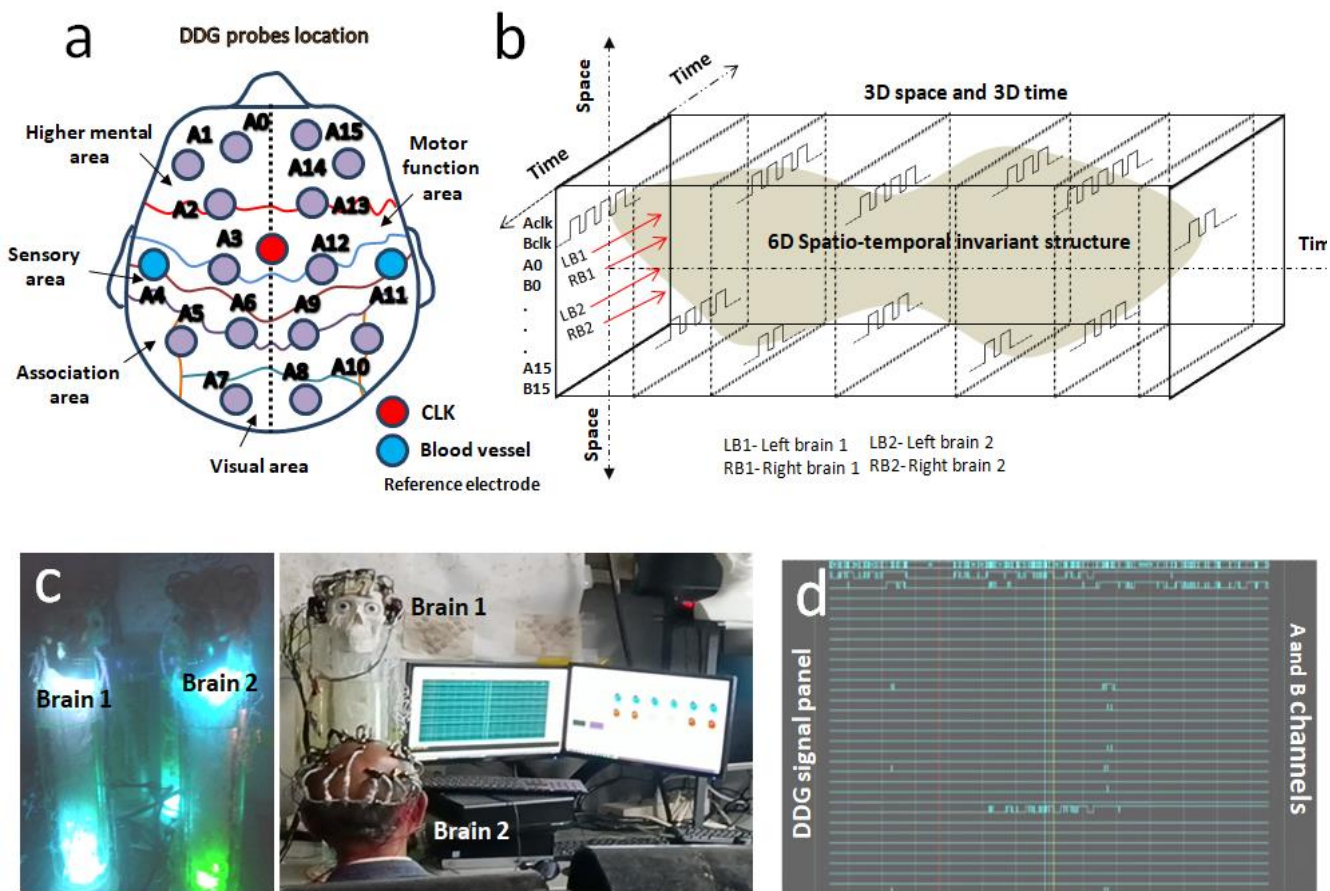 a
DDG probes location
A1
A0
A15
A14
Higher mental
area
Motor
function
area
A2
A13
A3
A12
Sensory
area
A4
A5
A6
A9
A11
Association
area
A7
A8
A10
Visual area
CLK
Blood vessel
Reference electrode
b
Space
Time
3D space and 3D time
Time
Aclk
Bclk
A0
B0
.
.
.
A15
B15
LB1
RB1
LB2
RB2
6D Spatio-temporal invariant structure
Tim
Space
LB1- Left brain 1
LB2- Left brain 2
RB1- Right brain 1
RB2- Right brain 2
c
Brain 1
Brain 2
Brain 1
Brain 2
d
DDG signal panel
A and B channels